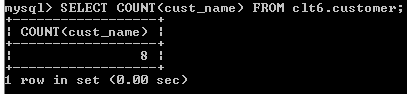 mysql> SELECT COUNT(cust_name) FROM clt6.customer;
+------------------+
| COUNT(cust_name) |
+------------------+
|                8 |
+------------------+
1 row in set (0.00 sec)